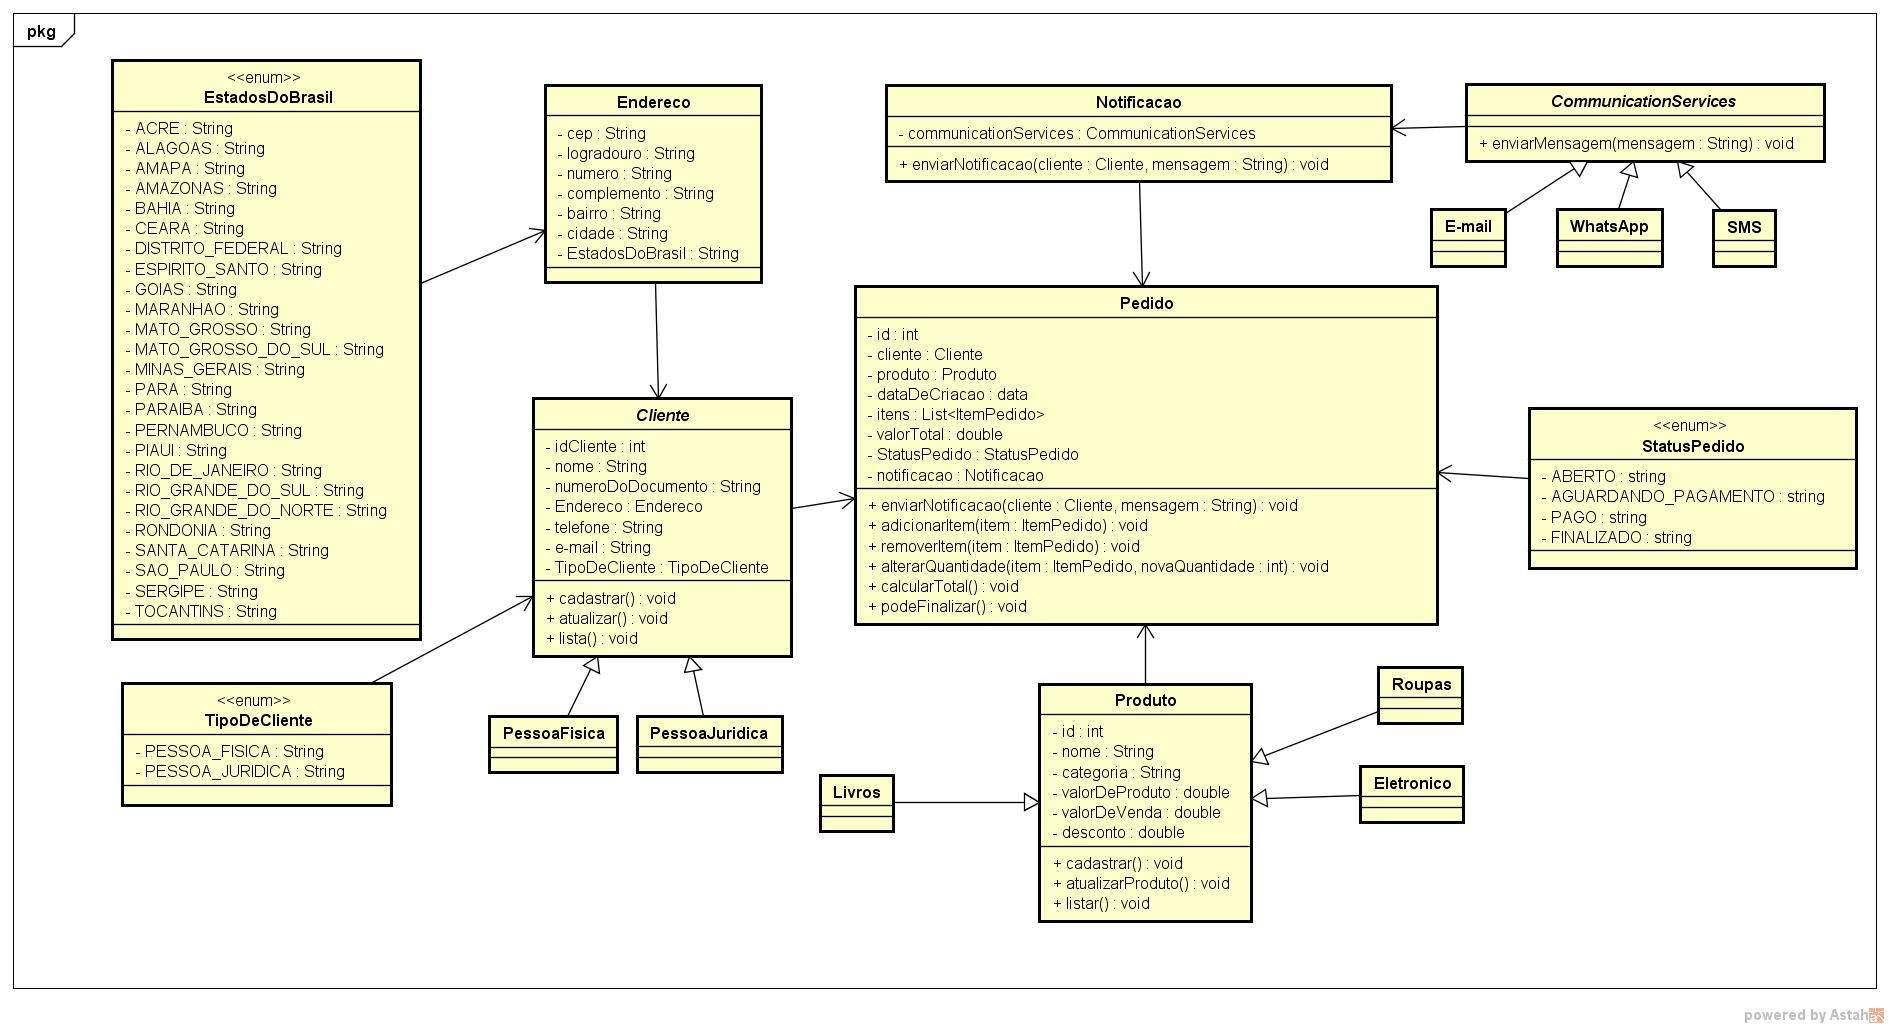 pkg
<<enum>>
EstadosDoBrasil
- ACRE : String
- ALAGOAS : String
- AMAPA : String
- AMAZONAS : String
- BAHIA : String
- CEARA : String
- DISTRITO_FEDERAL : String
- ESPIRITO_SANTO : String
- GOIAS : String
- MARANHAO : String
- MATO_GROSSO : String
- MATO_GROSSO_DO_SUL : String
- MINAS_GERAIS : String
- PARA : String
- PARAIBA : String
- PERNAMBUCO : String
- PIAUI : String
- RIO_DE_JANEIRO : String
- RIO_GRANDE_DO_SUL : String
- RIO_GRANDE_DO_NORTE : String
- RONDONIA : String
- SANTA_CATARINA : String
- SAO_PAULO : String
- SERGIPE : String
- TOCANTINS : String
Endereco
- cep : String
- logradouro : String
- numero : String
- complemento : String
- bairro : String
- cidade : String
- EstadosDoBrasil : String
Notificacao
- communicationServices : CommunicationServices
+ enviarNotificacao(cliente : Cliente, mensagem : String) : void
CommunicationServices
+ enviarMensagem(mensagem : String) : void
E-mail
WhatsApp
SMS
Pedido
- id : int
- cliente : Cliente
- produto : Produto
- dataDeCriacao : data
- itens : List<ItemPedido>
- valorTotal : double
- StatusPedido : StatusPedido
- notificacao : Notificacao
+ enviarNotificacao(cliente : Cliente, mensagem : String) : void
+ adicionarItem(item : ItemPedido) : void
+ removerItem(item : ItemPedido) : void
+ alterarQuantidade(item : ItemPedido, novaQuantidade : int) : void
+ calcularTotal() : void
+ podeFinalizar() : void
<<enum>>
StatusPedido
- ABERTO : string
- AGUARDANDO_PAGAMENTO : string
- PAGO : string
- FINALIZADO : string
Cliente
- idCliente : int
- nome : String
- numeroDoDocumento : String
- Endereco : Endereco
- telefone : String
- e-mail : String
- TipoDeCliente : TipoDeCliente
+ cadastrar() : void
+ atualizar() : void
+ lista() : void
<<enum>>
TipoDeCliente
- PESSOA_FISICA : String
- PESSOA_JURIDICA : String
PessoaFisica
PessoaJuridica
Produto
- id : int
- nome : String
- categoria : String
- valorDeProduto : double
- valorDeVenda : double
- desconto : double
+ cadastrar() : void
+ atualizarProduto() : void
+ listar() : void
Roupas
Eletronico
Livros
powered by Astah